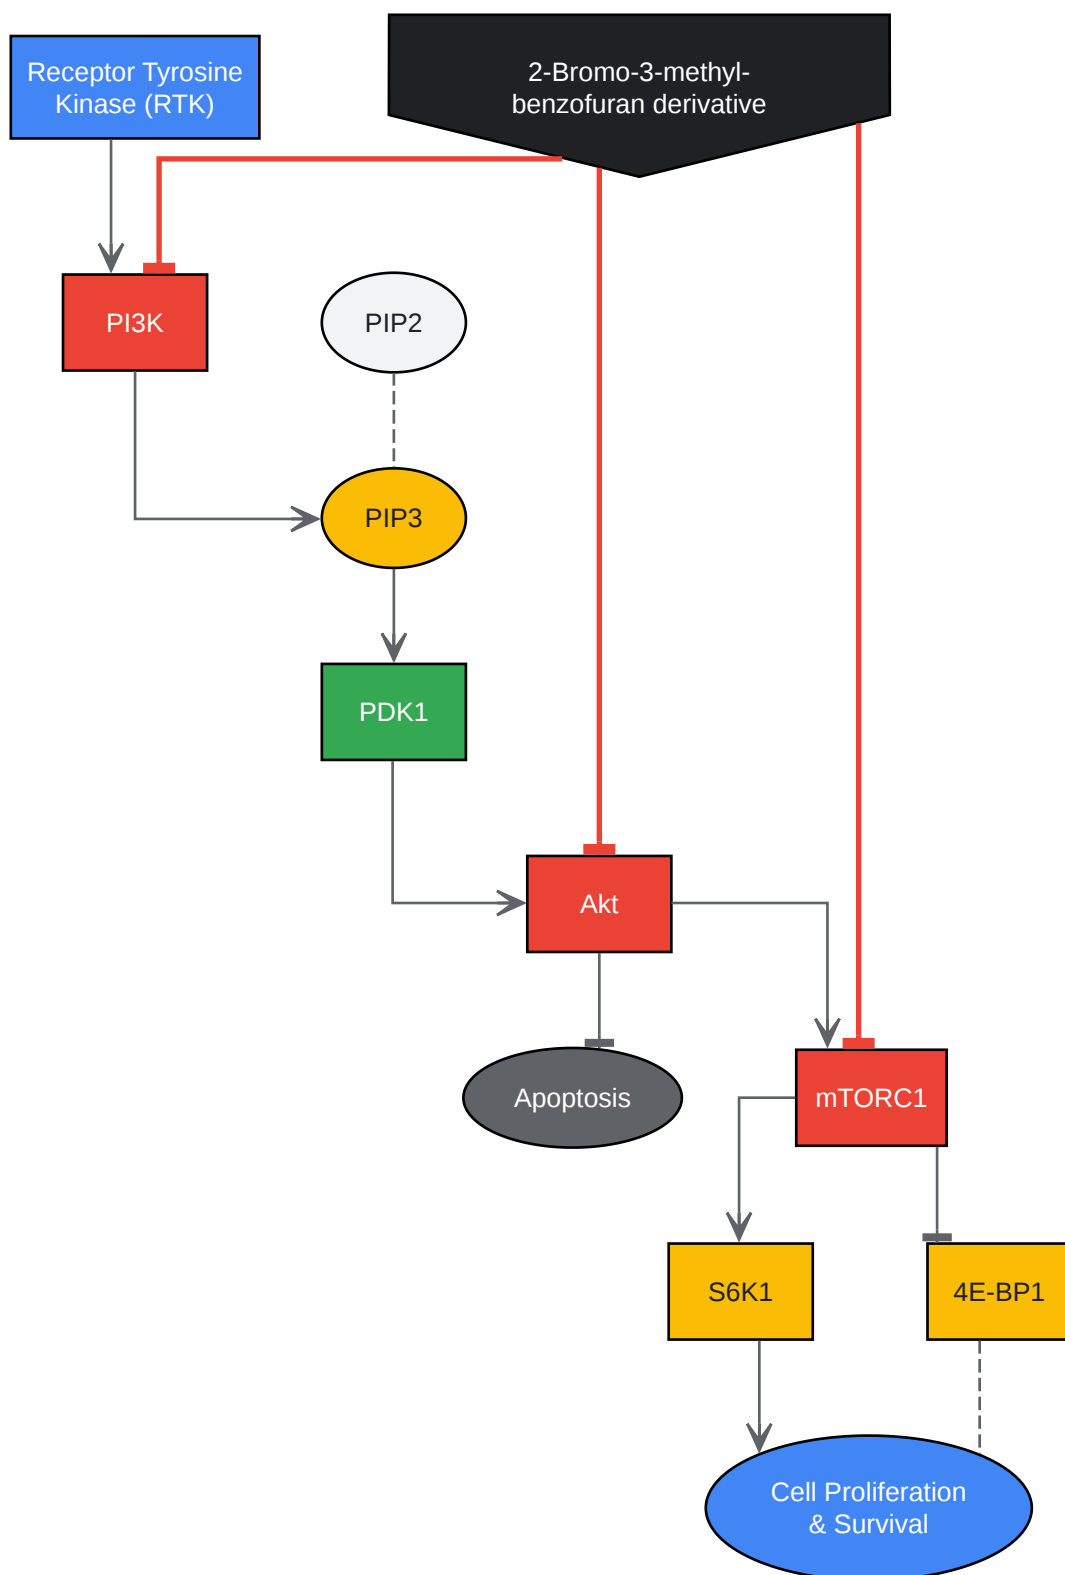 Receptor Tyrosine
Kinase (RTK)
2-Bromo-3-methyl-
benzofuran derivative
PI3K
PIP2
PIP3
PDK1
Akt
Apoptosis
mTORC1
S6K1
4E-BP1
Cell Proliferation
& Survival